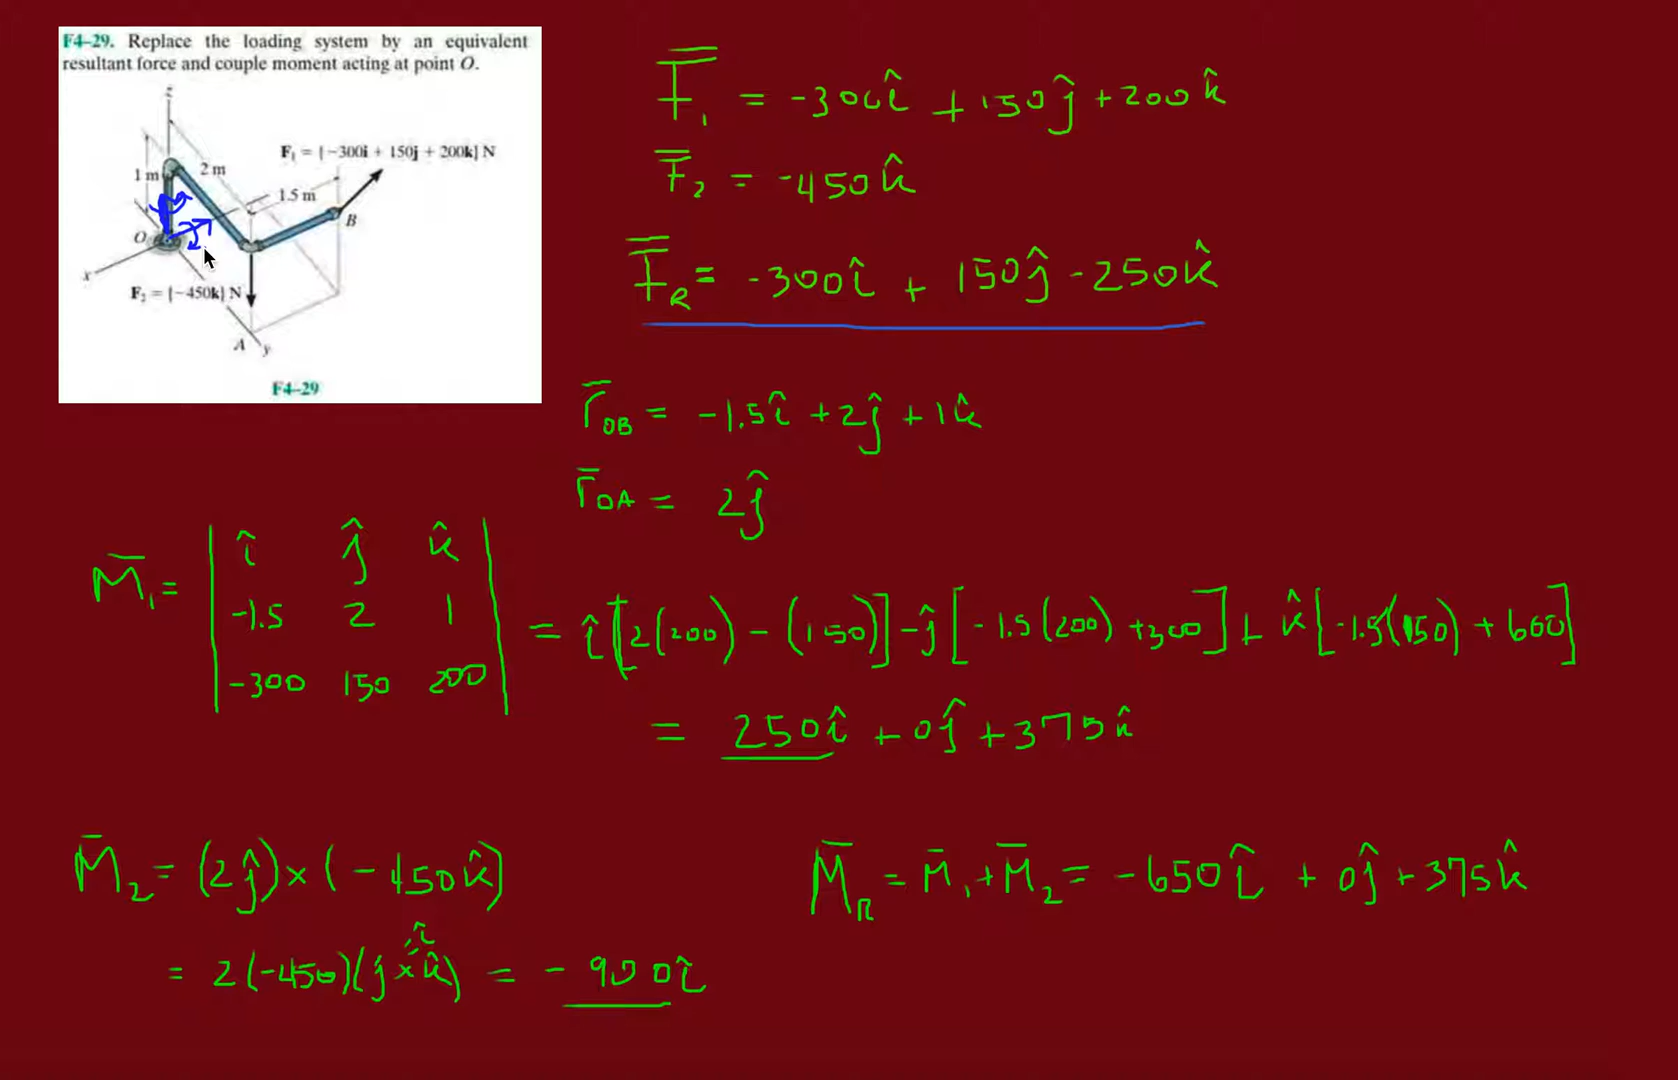 F4–29. Replace the loading system by an equivalent
resultant force and couple moment acting at point O.
z
F₁ = {−300i + 150j + 200k} N
1 m
2 m
1.5 m
B
O
x
F₂ = {−450k} N
A
y
F4–29
F̅₁ = -300î + 150ĵ + 200k̂
F̅₂ = -450k̂
F̅_R = -300î + 150ĵ - 250k̂
r̅_OB = -1.5î + 2ĵ + 1k̂
r̅_OA = 2ĵ
M̅₁ = | î ĵ k̂ |
| -1.5 2 1 |
| -300 150 200 |
= î[2(200) - (150)] - ĵ[-1.5(200) + 300] + k̂[-1.5(150) + 600]
= 250î + 0ĵ + 375k̂
M̅₂ = (2ĵ) × (-450k̂)
î
= 2(-450)(ĵ × k̂) = -900î
M̅_R = M̅₁ + M̅₂ = -650î + 0ĵ + 375k̂